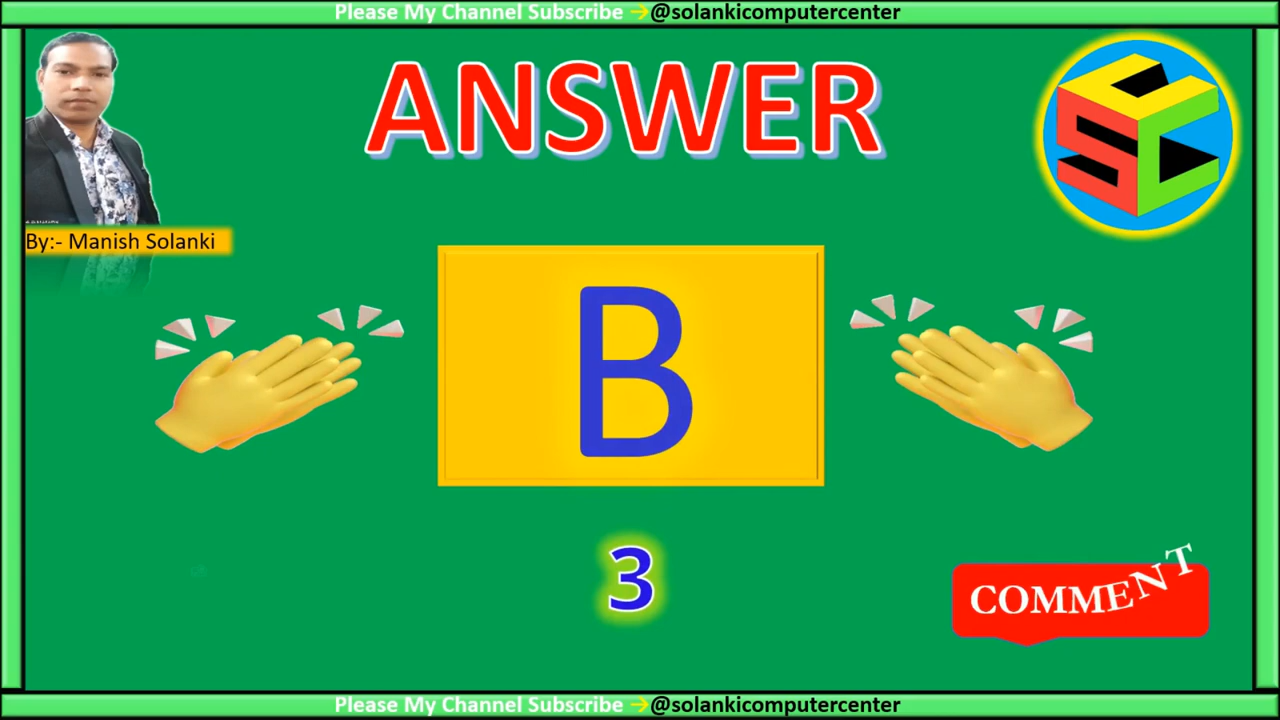 Please My Channel Subscribe →@solankicomputercenter
ANSWER
By:- Manish Solanki
B
3
COMMENT
Please My Channel Subscribe →@solankicomputercenter